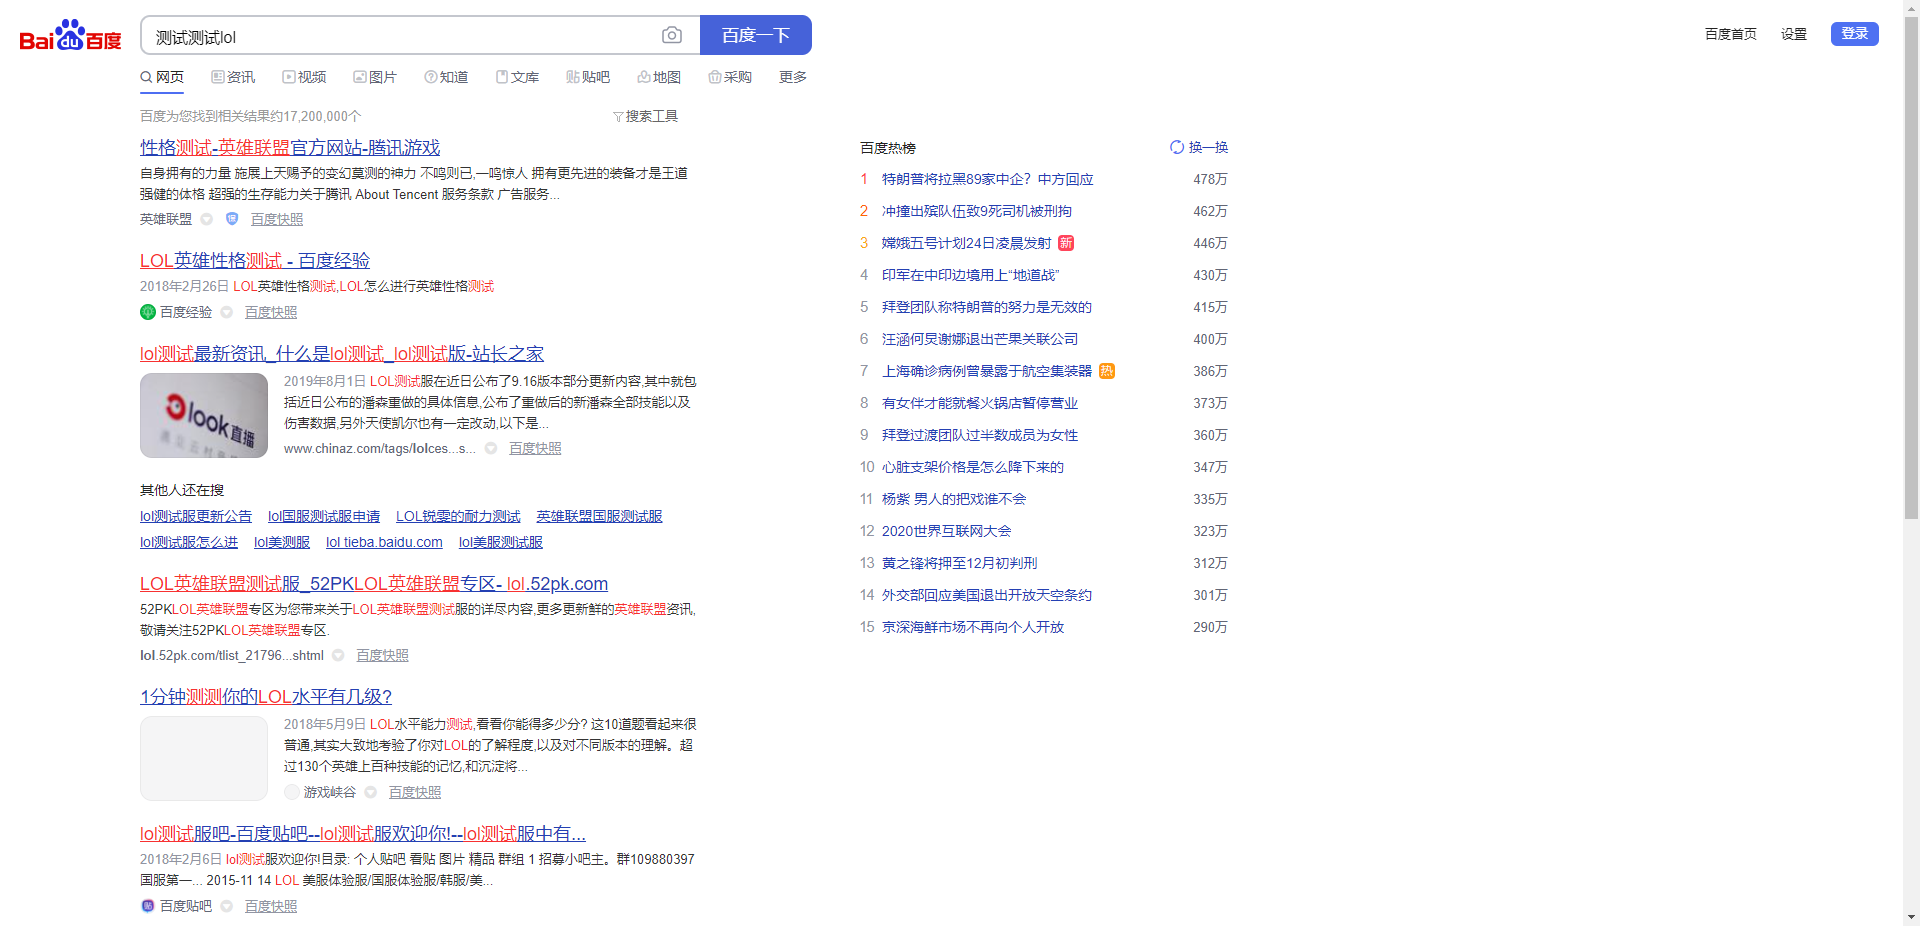 Bai du 百度
测试测试lol
百度一下
百度首页 设置 登录
网页 资讯 视频 图片 知道 文库 贴吧 地图 采购 更多
百度为您找到相关结果约17,200,000个 搜索工具
性格测试-英雄联盟官方网站-腾讯游戏
自身拥有的力量 施展上天赐予的变幻莫测的神力 不鸣则已,一鸣惊人 拥有更先进的装备才是王道
强健的体格 超强的生存能力关于腾讯 About Tencent 服务条款 广告服务...
英雄联盟 百度快照
LOL英雄性格测试 - 百度经验
2018年2月26日 LOL英雄性格测试,LOL怎么进行英雄性格测试
百度经验 百度快照
lol测试最新资讯_什么是lol测试_lol测试版-站长之家
look直播
2019年8月1日 LOL测试服在近日公布了9.16版本部分更新内容,其中就包
括近日公布的潘森重做的具体信息,公布了重做后的新潘森全部技能以及
伤害数据,另外天使凯尔也有一定改动,以下是...
www.chinaz.com/tags/lolces...s... 百度快照
其他人还在搜
lol测试服更新公告 lol国服测试服申请 LOL锐雯的耐力测试 英雄联盟国服测试服
lol测试服怎么进 lol美测服 lol tieba.baidu.com lol美服测试服
LOL英雄联盟测试服_52PKLOL英雄联盟专区- lol.52pk.com
52PKLOL英雄联盟专区为您带来关于LOL英雄联盟测试服的详尽内容,更多更新鲜的英雄联盟资讯,
敬请关注52PKLOL英雄联盟专区.
lol.52pk.com/tlist_21796...shtml 百度快照
1分钟测测你的LOL水平有几级?
2018年5月9日 LOL水平能力测试,看看你能得多少分? 这10道题看起来很
普通,其实大致地考验了你对LOL的了解程度,以及对不同版本的理解。超
过130个英雄上百种技能的记忆,和沉淀将...
游戏峡谷 百度快照
lol测试服吧-百度贴吧--lol测试服欢迎你!--lol测试服中有...
2018年2月6日 lol测试服欢迎你!目录: 个人贴吧 看贴 图片 精品 群组 1 招募小吧主。群109880397
国服第一... 2015-11 14 LOL 美服体验服/国服体验服/韩服/美...
百度贴吧 百度快照
百度热榜 换一换
1 特朗普将拉黑89家中企? 中方回应 478万
2 冲撞出殡队伍致9死司机被刑拘 462万
3 嫦娥五号计划24日凌晨发射 新 446万
4 印军在中印边境用上“地道战” 430万
5 拜登团队称特朗普的努力是无效的 415万
6 汪涵何炅谢娜退出芒果关联公司 400万
7 上海确诊病例曾暴露于航空集装器 热 386万
8 有女伴才能就餐火锅店暂停营业 373万
9 拜登过渡团队过半数成员为女性 360万
10 心脏支架价格是怎么降下来的 347万
11 杨紫 男人的把戏谁不会 335万
12 2020世界互联网大会 323万
13 黄之锋将押至12月初判刑 312万
14 外交部回应美国退出开放天空条约 301万
15 京深海鲜市场不再向个人开放 290万